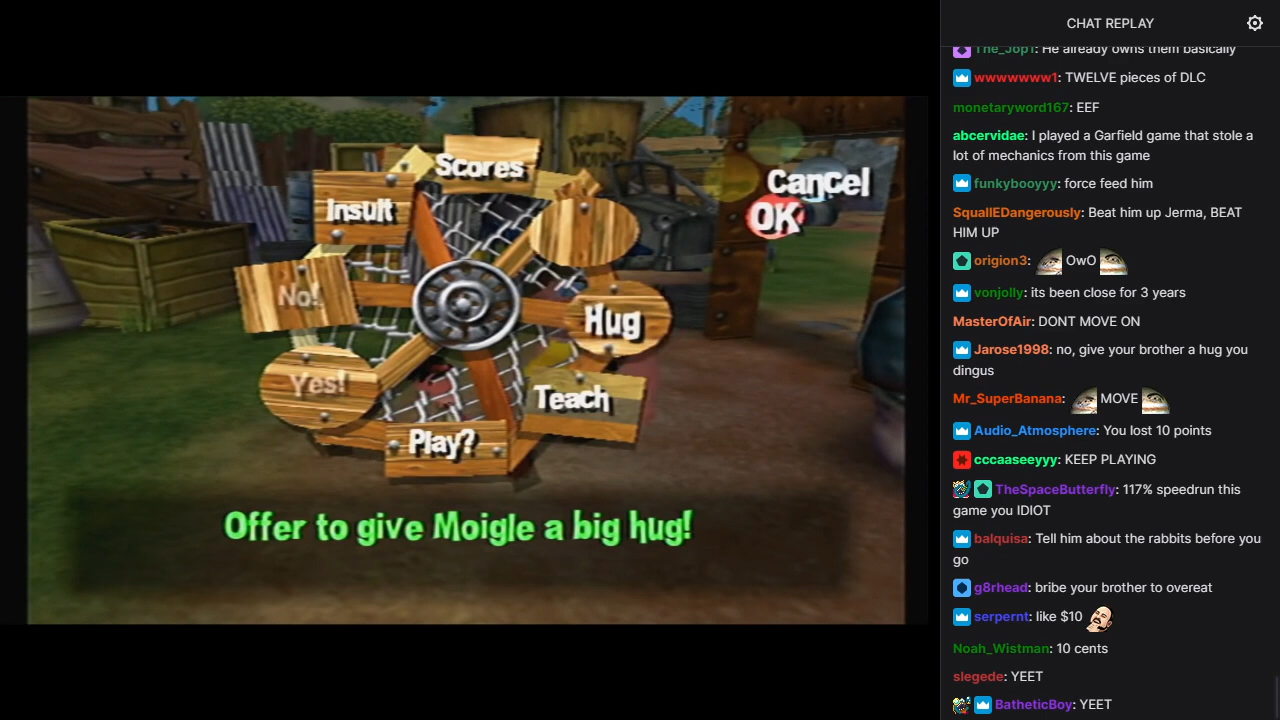 Scores
Insult
No!
Hug
Yes!
Teach
Play?
Cancel
OK
Offer to give Moigle a big hug!
CHAT REPLAY
The_Jop1: He already owns them basically
wwwwwww1: TWELVE pieces of DLC
monetaryword167: EEF
abcervidae: I played a Garfield game that stole a
lot of mechanics from this game
funkybooyyy: force feed him
SquallEDangerously: Beat him up Jerma, BEAT
HIM UP
origion3: OwO
vonjolly: its been close for 3 years
MasterOfAir: DONT MOVE ON
Jarose1998: no, give your brother a hug you
dingus
Mr_SuperBanana: MOVE
Audio_Atmosphere: You lost 10 points
cccaaseeyyy: KEEP PLAYING
TheSpaceButterfly: 117% speedrun this
game you IDIOT
balquisa: Tell him about the rabbits before you
go
g8rhead: bribe your brother to overeat
serpernt: like $10
Noah_Wistman: 10 cents
slegede: YEET
BatheticBoy: YEET